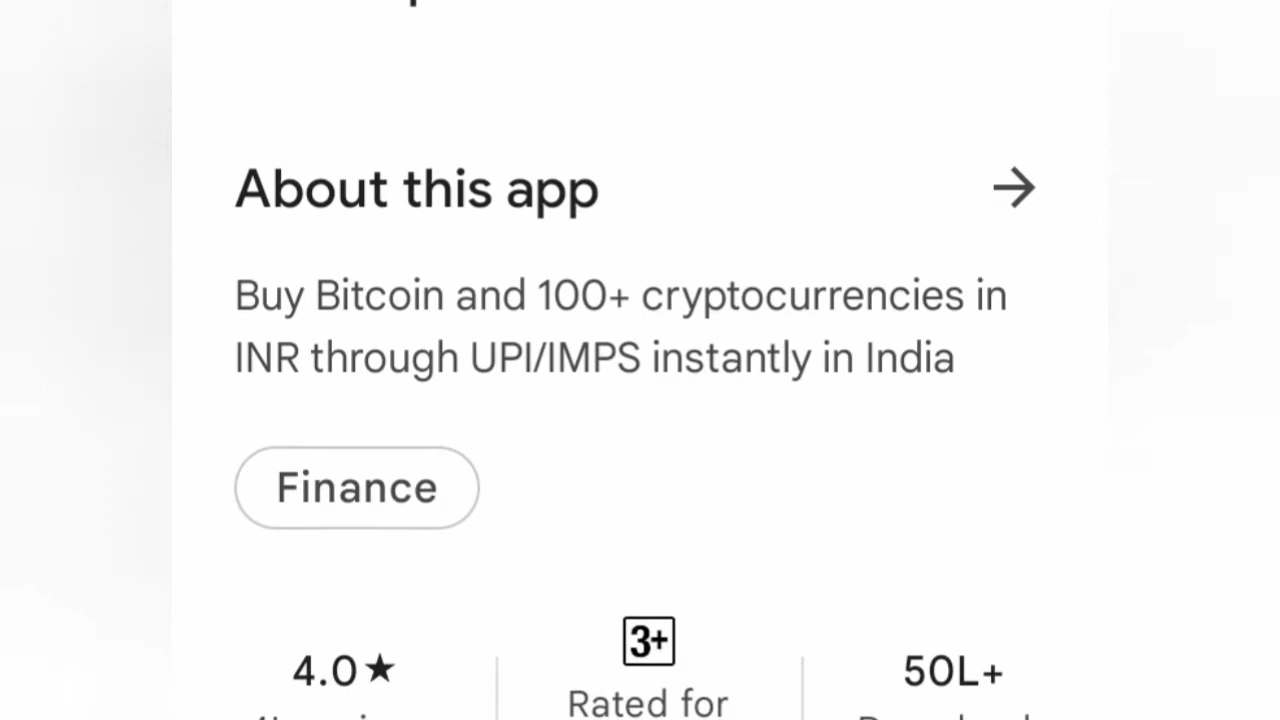 About this app
Buy Bitcoin and 100+ cryptocurrencies in
INR through UPI/IMPS instantly in India
Finance
3+
4.0★
50L+
Rated for